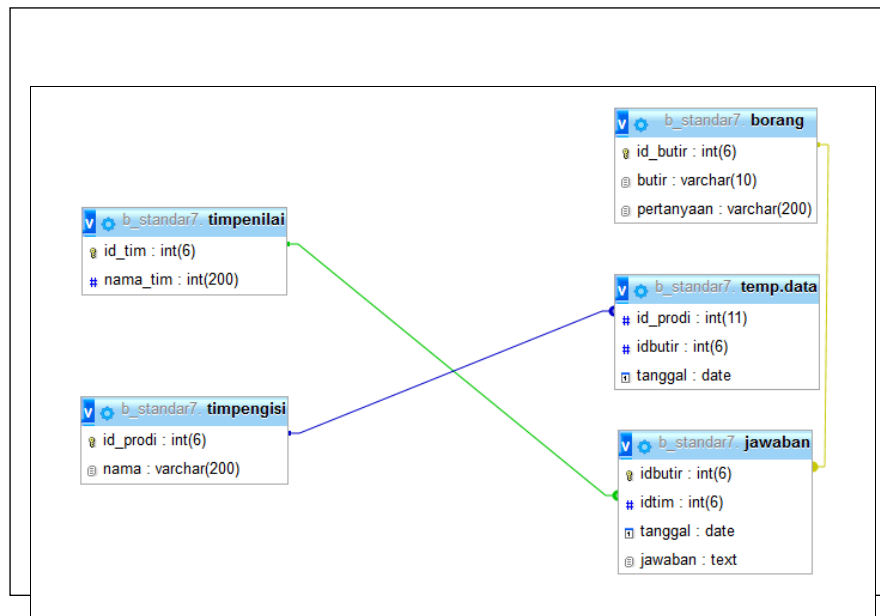 b_standar7. borang
id_butir : int(6)
butir : varchar(10)
pertanyaan : varchar(200)
b_standar7. timpenilai
id_tim : int(6)
nama_tim : int(200)
b_standar7. temp.data
id_prodi : int(11)
idbutir : int(6)
tanggal : date
b_standar7. timpengisi
id_prodi : int(6)
nama : varchar(200)
b_standar7. jawaban
idbutir : int(6)
idtim : int(6)
tanggal : date
jawaban : text